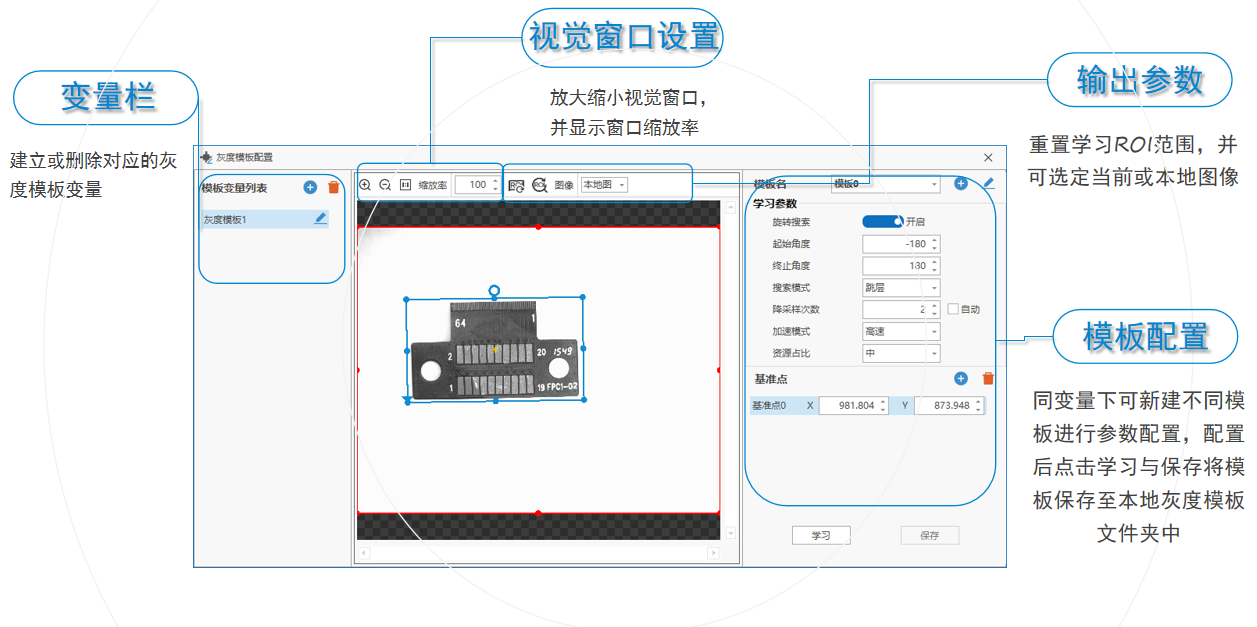 视觉窗口设置
放大缩小视觉窗口，
并显示窗口缩放率
变量栏
建立或删除对应的灰
度模板变量
输出参数
重置学习ROI范围，并
可选定当前或本地图像
灰度模板配置
模板变量列表
灰度模板1
缩放率 100 图像 本地图
64 1
2 20 1549
1 19 FPC1-02
模板名 模板0
学习参数
旋转搜索 开启
起始角度 -180
终止角度 180
搜索模式 跳层
降采样次数 2 自动
加速模式 高速
资源占比 中
基准点
基准点0 X 981.804 Y 873.948
学习 保存
模板配置
同变量下可新建不同模
板进行参数配置，配置
后点击学习与保存将模
板保存至本地灰度模板
文件夹中